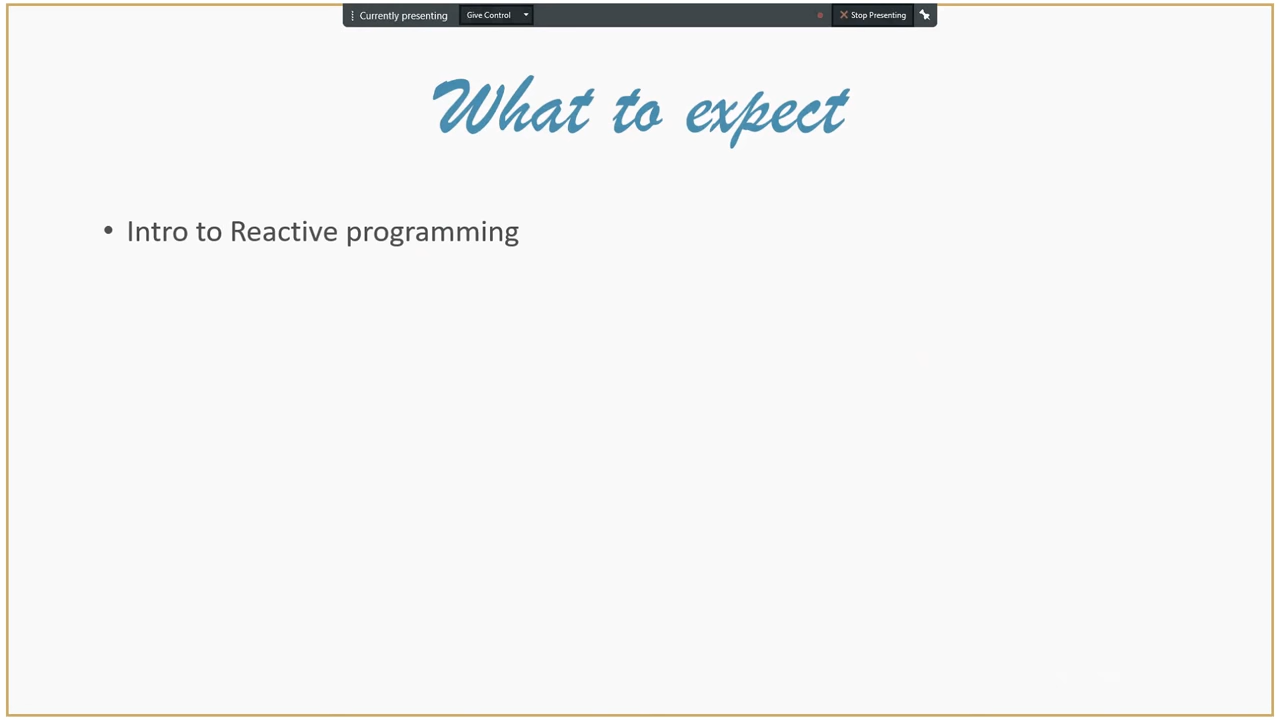 Currently presenting Give Control Stop Presenting
What to expect
• Intro to Reactive programming